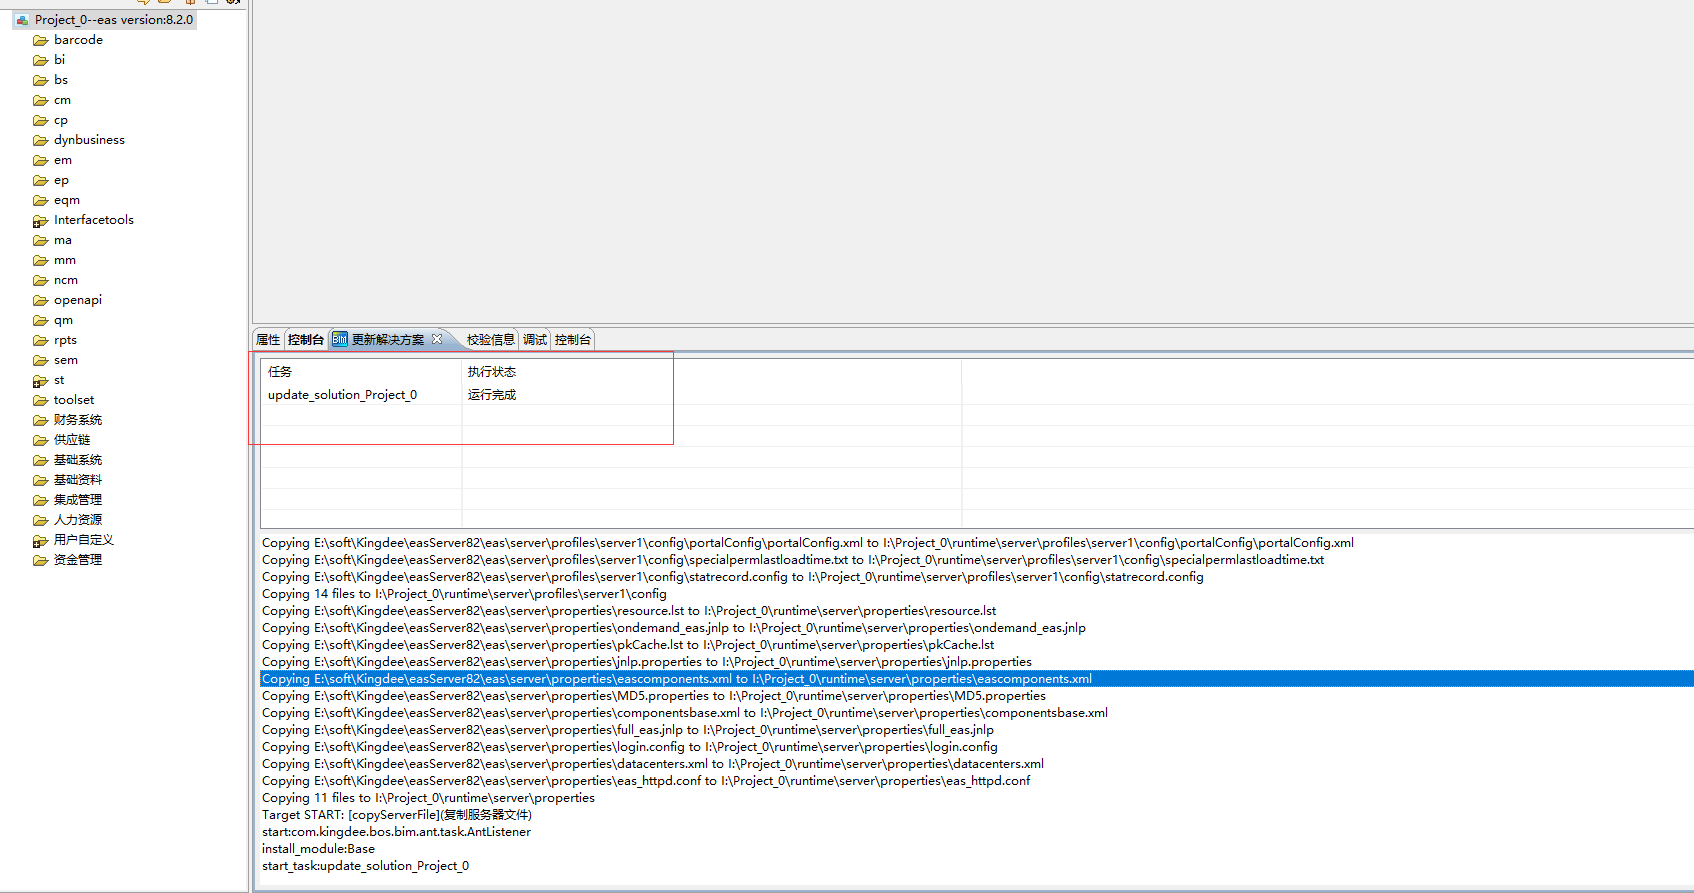 Project_0--eas version:8.2.0
barcode
bi
bs
cm
cp
dynbusiness
em
ep
eqm
Interfacetools
ma
mm
ncm
openapi
qm
rpts
sem
st
toolset
财务系统
供应链
基础系统
基础资料
集成管理
人力资源
用户自定义
资金管理
属性 控制台 BIM 更新解决方案 校验信息 调试 控制台
任务 执行状态
update_solution_Project_0 运行完成
Copying E:\soft\Kingdee\easServer82\eas\server\profiles\server1\config\portalConfig\portalConfig.xml to I:\Project_0\runtime\server\profiles\server1\config\portalConfig\portalConfig.xml
Copying E:\soft\Kingdee\easServer82\eas\server\profiles\server1\config\specialpermlastloadtime.txt to I:\Project_0\runtime\server\profiles\server1\config\specialpermlastloadtime.txt
Copying E:\soft\Kingdee\easServer82\eas\server\profiles\server1\config\statrecord.config to I:\Project_0\runtime\server\profiles\server1\config\statrecord.config
Copying 14 files to I:\Project_0\runtime\server\profiles\server1\config
Copying E:\soft\Kingdee\easServer82\eas\server\properties\resource.lst to I:\Project_0\runtime\server\properties\resource.lst
Copying E:\soft\Kingdee\easServer82\eas\server\properties\ondemand_eas.jnlp to I:\Project_0\runtime\server\properties\ondemand_eas.jnlp
Copying E:\soft\Kingdee\easServer82\eas\server\properties\pkCache.lst to I:\Project_0\runtime\server\properties\pkCache.lst
Copying E:\soft\Kingdee\easServer82\eas\server\properties\jnlp.properties to I:\Project_0\runtime\server\properties\jnlp.properties
Copying E:\soft\Kingdee\easServer82\eas\server\properties\eascomponents.xml to I:\Project_0\runtime\server\properties\eascomponents.xml
Copying E:\soft\Kingdee\easServer82\eas\server\properties\MD5.properties to I:\Project_0\runtime\server\properties\MD5.properties
Copying E:\soft\Kingdee\easServer82\eas\server\properties\componentsbase.xml to I:\Project_0\runtime\server\properties\componentsbase.xml
Copying E:\soft\Kingdee\easServer82\eas\server\properties\full_eas.jnlp to I:\Project_0\runtime\server\properties\full_eas.jnlp
Copying E:\soft\Kingdee\easServer82\eas\server\properties\login.config to I:\Project_0\runtime\server\properties\login.config
Copying E:\soft\Kingdee\easServer82\eas\server\properties\datacenters.xml to I:\Project_0\runtime\server\properties\datacenters.xml
Copying E:\soft\Kingdee\easServer82\eas\server\properties\eas_httpd.conf to I:\Project_0\runtime\server\properties\eas_httpd.conf
Copying 11 files to I:\Project_0\runtime\server\properties
Target START: [copyServerFile](复制服务器文件)
start:com.kingdee.bos.bim.ant.task.AntListener
install_module:Base
start_task:update_solution_Project_0